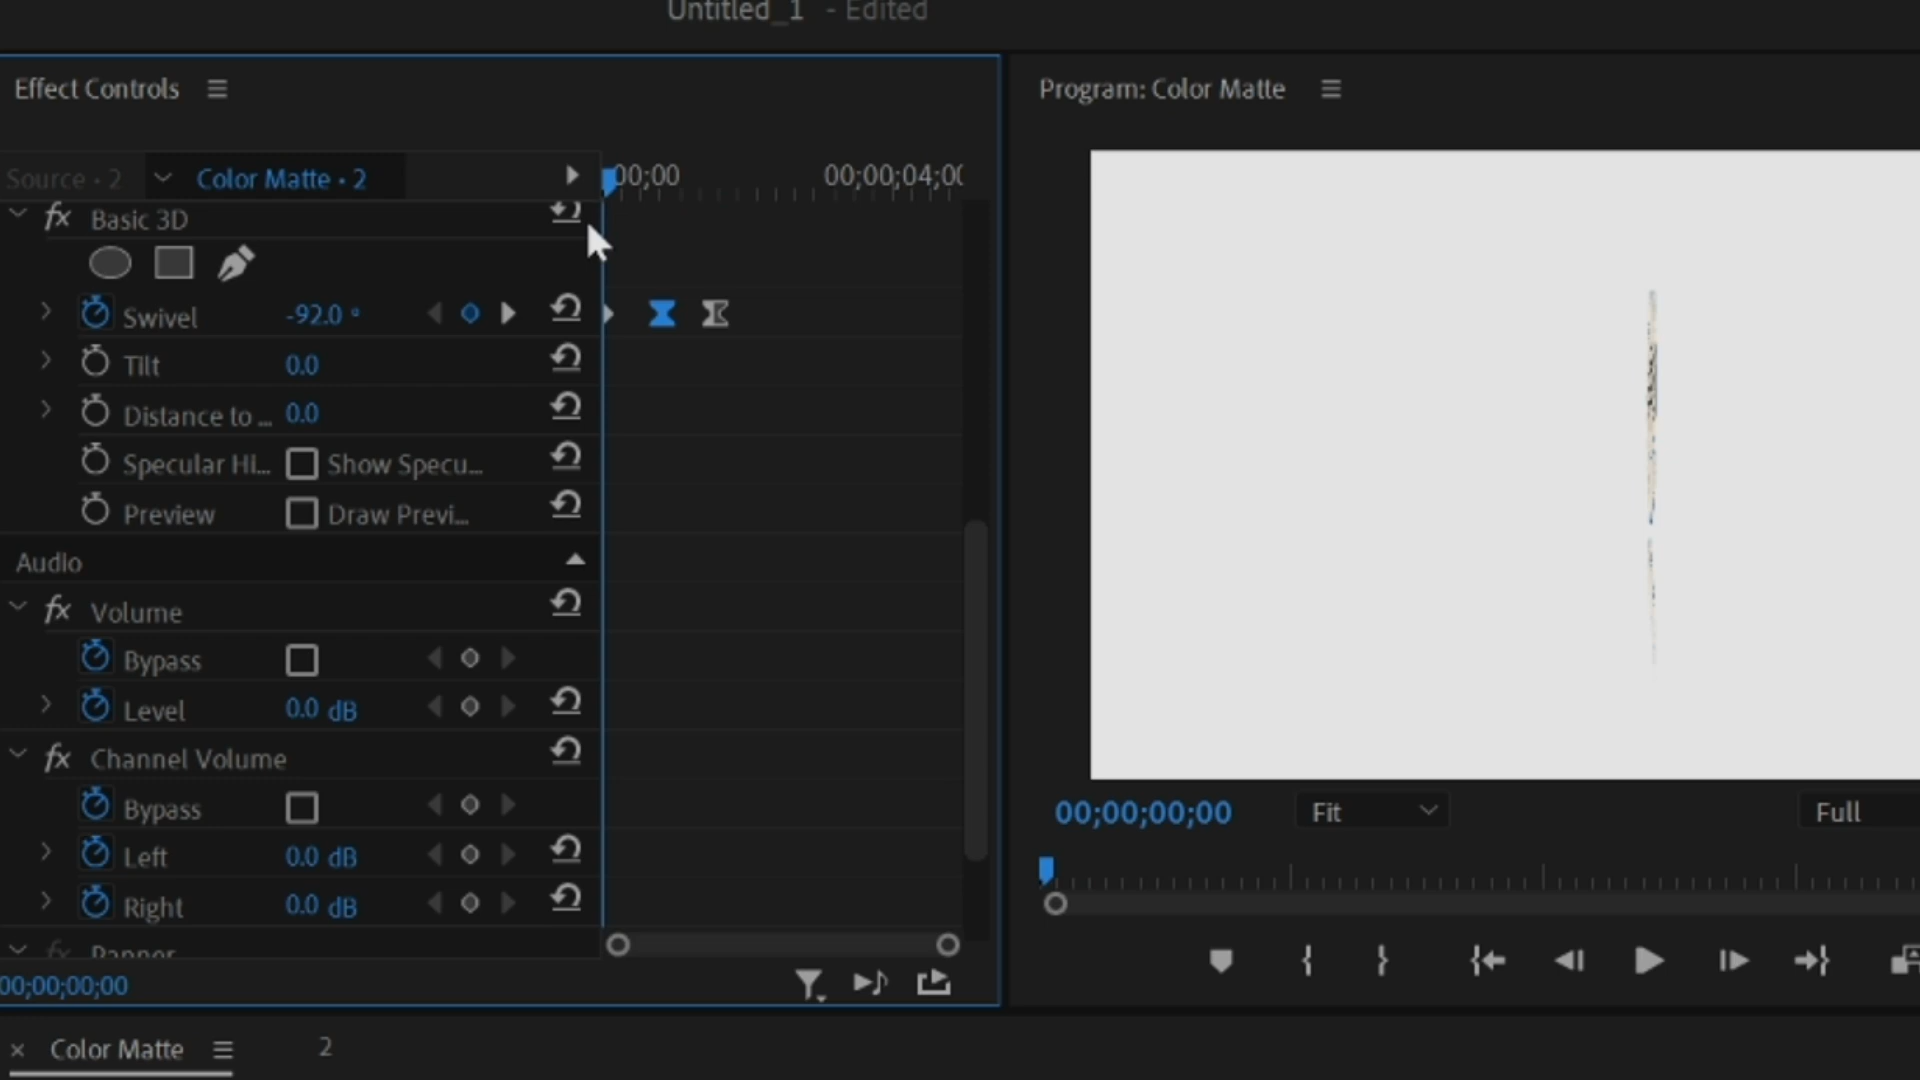 Untitled_1 - Edited
Effect Controls
Program: Color Matte
Source • 2
Color Matte • 2
00;00
00;00;04;0(
fx Basic 3D
Swivel -92.0 °
Tilt 0.0
Distance to ... 0.0
Specular Hl... Show Specu...
Preview Draw Previ...
Audio
fx Volume
Bypass
Level 0.0 dB
fx Channel Volume
Bypass
Left 0.0 dB
Right 0.0 dB
fx Panner
00;00;00;00
00;00;00;00
Fit
Full
Color Matte
2